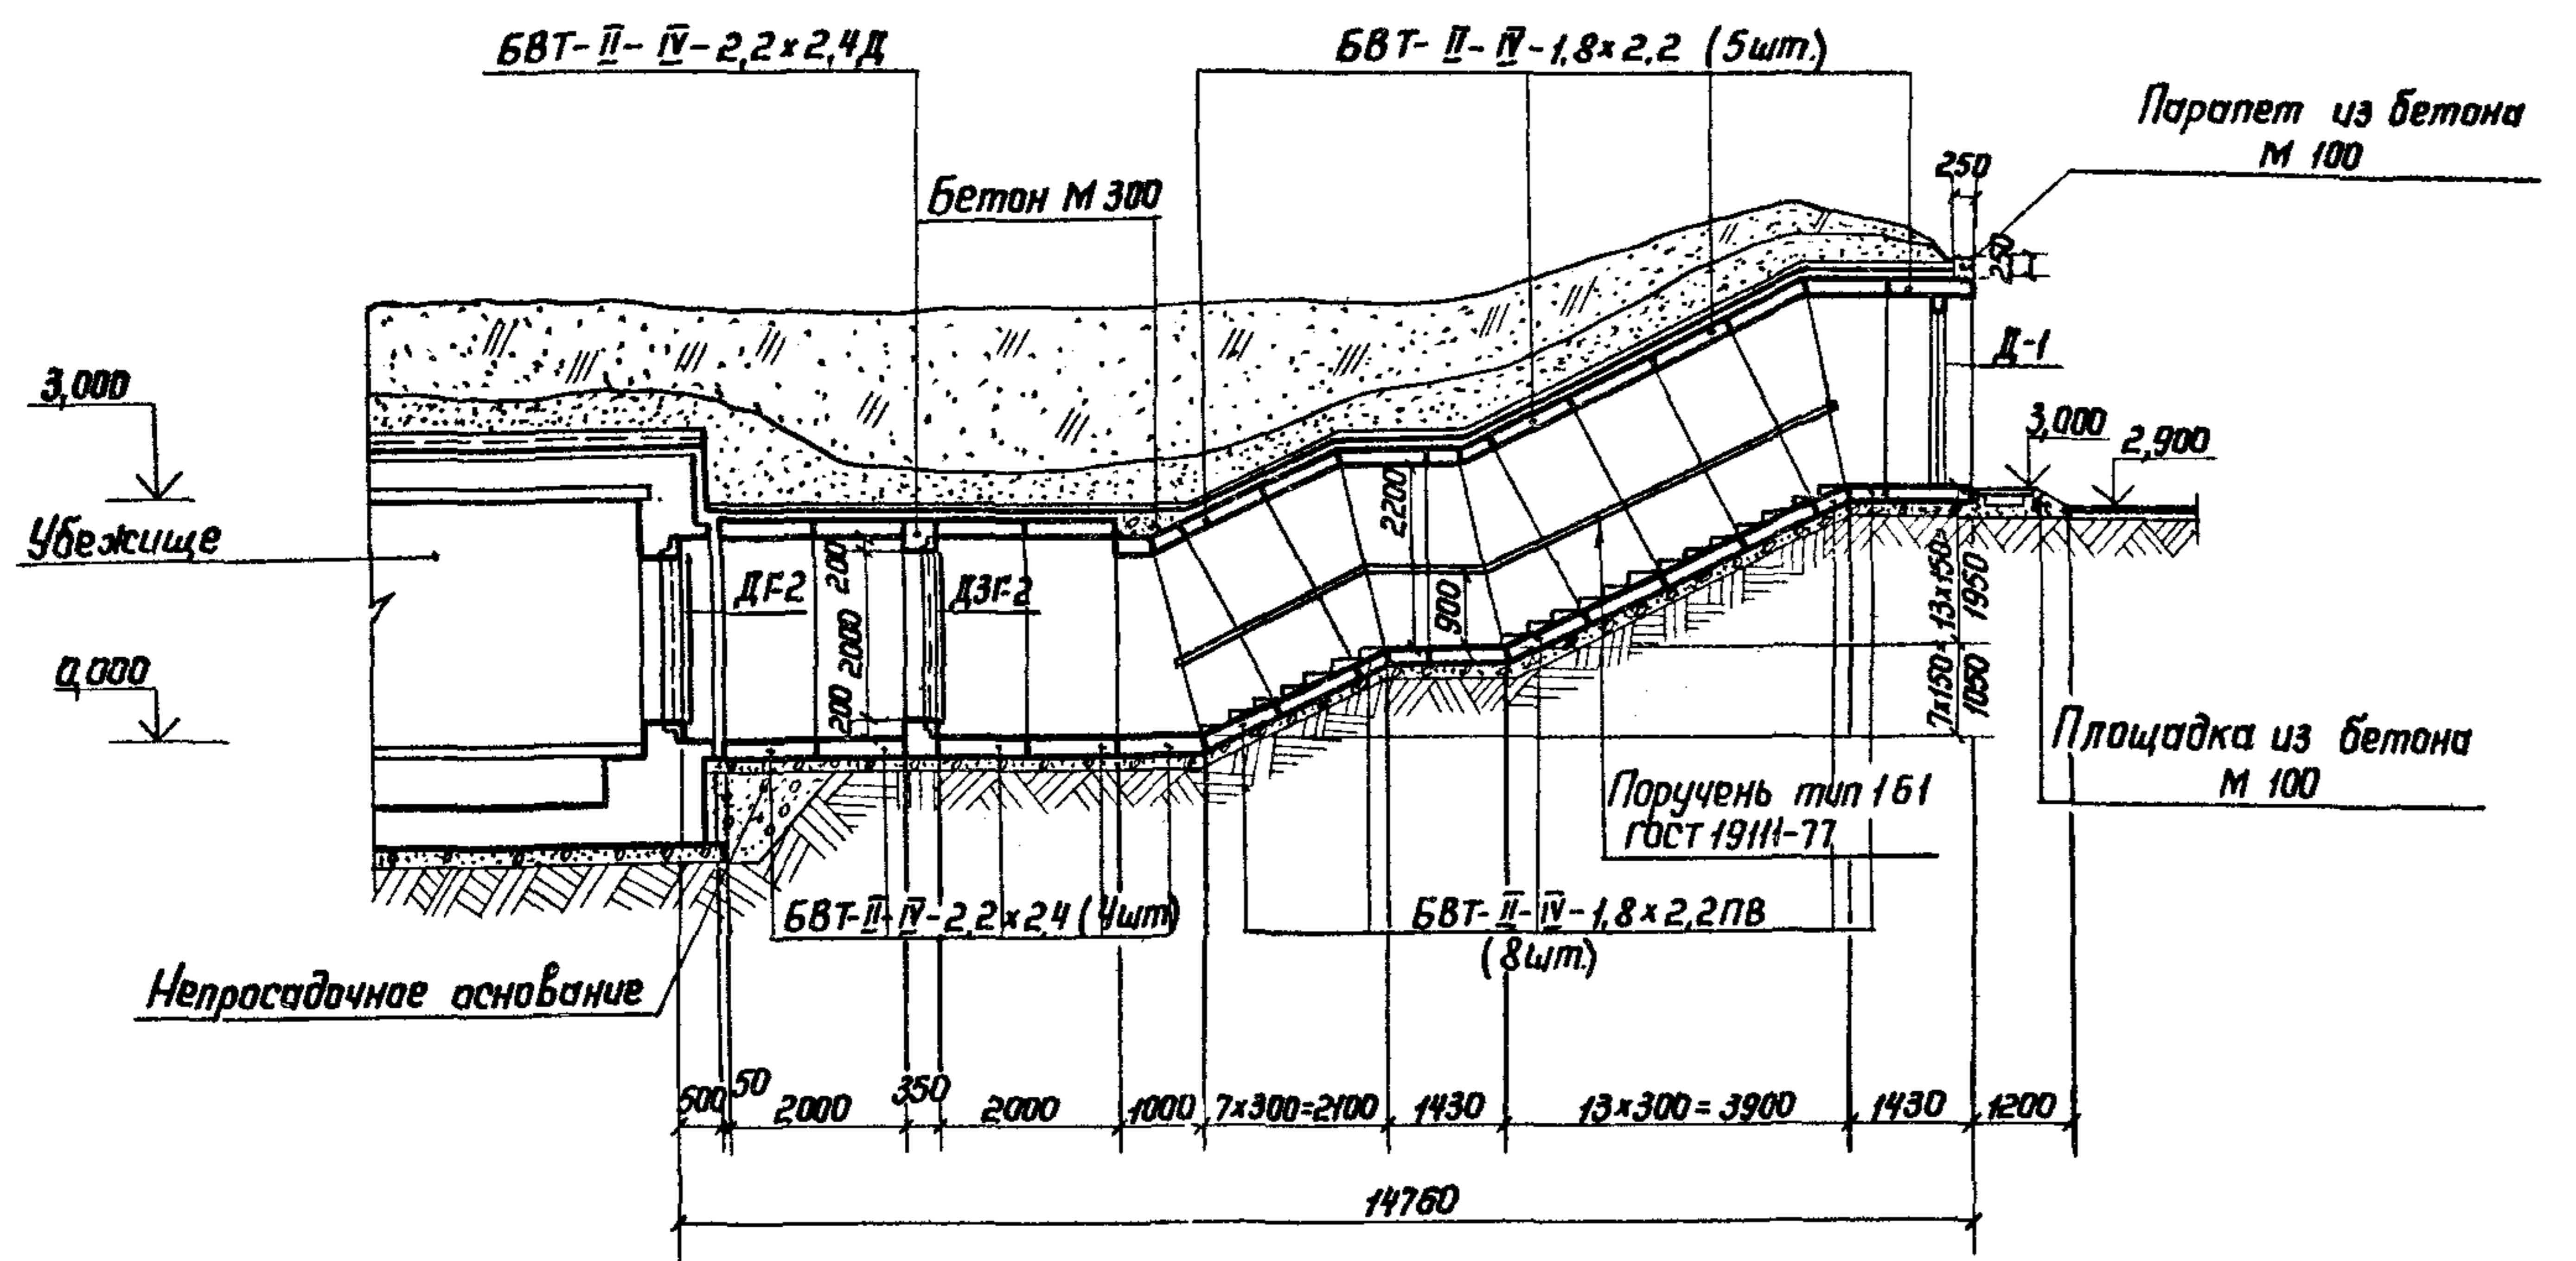 БВТ-II-IV-2,2×2,4Д
БВТ-II-IV-1,8×2,2 (5шт.)
Парапет из бетона
М 100
Бетон М 300
250
250
3,000
Убежище
0,000
ДГ-2
200
2000
200
ДЗГ-2
2200
900
Д-1
3,000
2,900
13×150=
1950
7×150=
1050
Площадка из бетона
М 100
Поручень тип 1Б1
ГОСТ 19111-77
БВТ-II-IV-2,2×2,4 (4шт)
БВТ-II-IV-1,8×2,2ПВ
(8шт.)
Непросадочное основание
500
50
2000
350
2000
1000
7×300=2100
1430
13×300=3900
1430
1200
14760